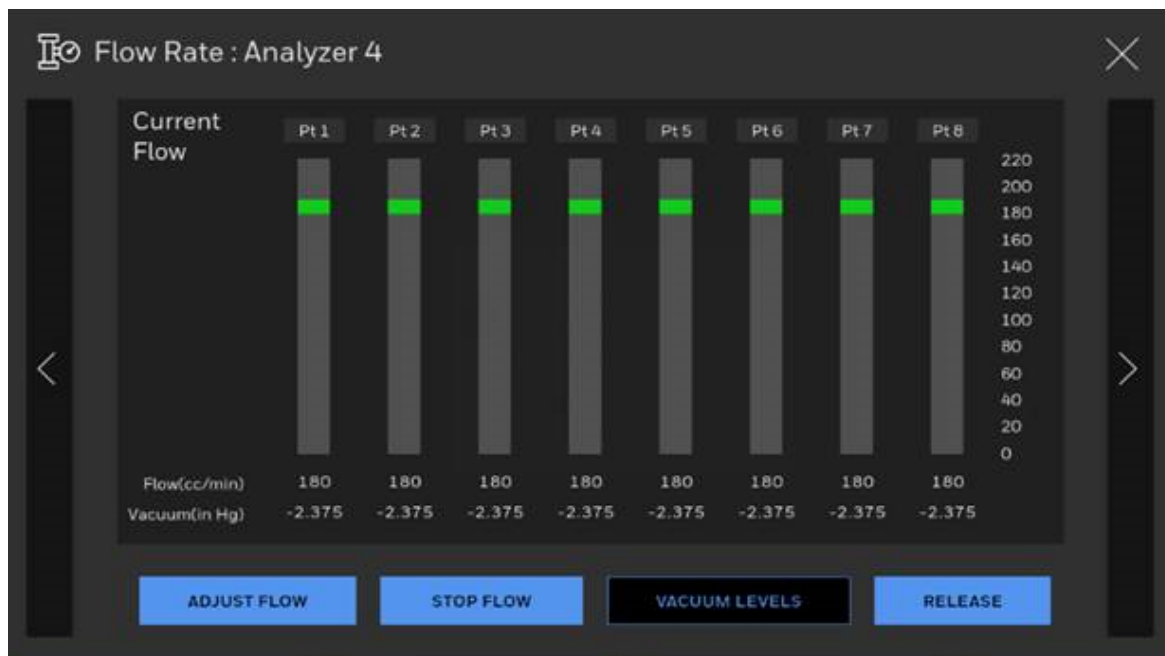 Flow Rate : Analyzer 4
Current
Flow
Pt 1 Pt 2 Pt 3 Pt 4 Pt 5 Pt 6 Pt 7 Pt 8
220
200
180
160
140
120
100
80
60
40
20
0
Flow(cc/min) 180 180 180 180 180 180 180 180
Vacuum(in Hg) -2.375 -2.375 -2.375 -2.375 -2.375 -2.375 -2.375 -2.375
ADJUST FLOW STOP FLOW VACUUM LEVELS RELEASE